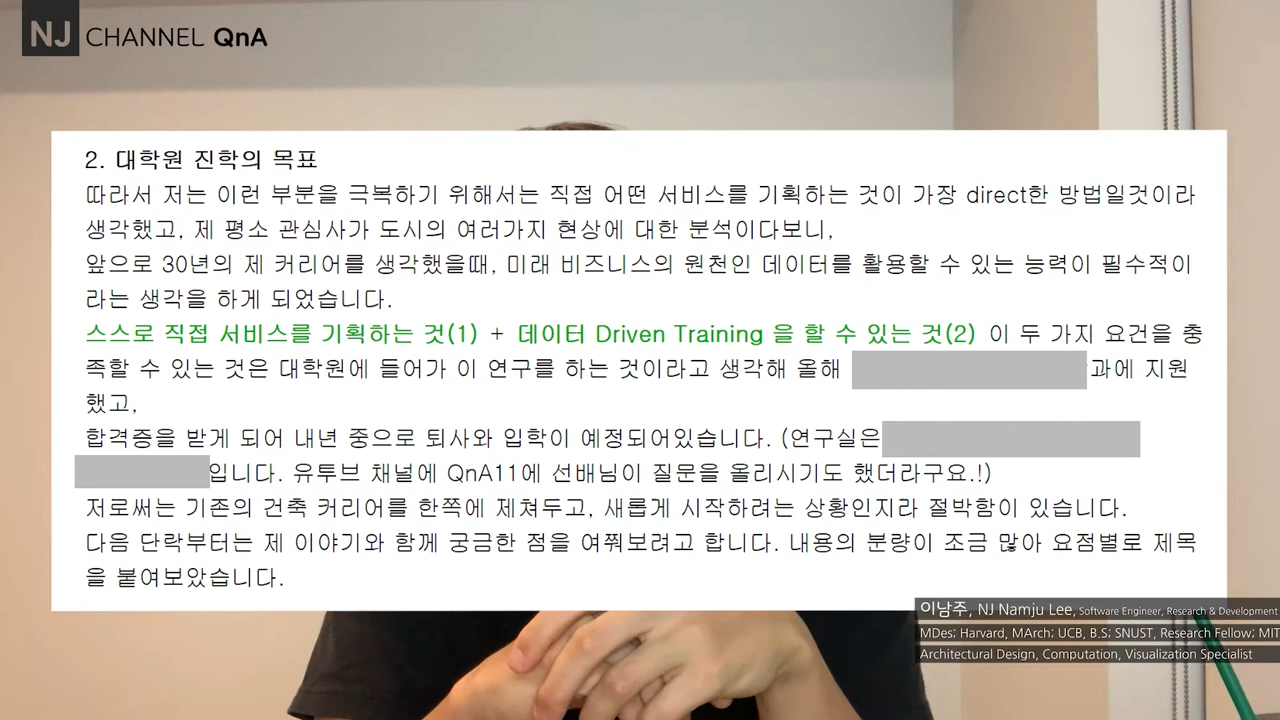 NJ CHANNEL QnA
2. 대학원 진학의 목표
따라서 저는 이런 부분을 극복하기 위해서는 직접 어떤 서비스를 기획하는 것이 가장 direct한 방법일것이라
생각했고, 제 평소 관심사가 도시의 여러가지 현상에 대한 분석이다보니,
앞으로 30년의 제 커리어를 생각했을때, 미래 비즈니스의 원천인 데이터를 활용할 수 있는 능력이 필수적이
라는 생각을 하게 되었습니다.
스스로 직접 서비스를 기획하는 것(1) + 데이터 Driven Training 을 할 수 있는 것(2) 이 두 가지 요건을 충
족할 수 있는 것은 대학원에 들어가 이 연구를 하는 것이라고 생각해 올해 과에 지원
했고,
합격증을 받게 되어 내년 중으로 퇴사와 입학이 예정되어있습니다. (연구실은
입니다. 유투브 채널에 QnA11에 선배님이 질문을 올리시기도 했더라구요.!)
저로써는 기존의 건축 커리어를 한쪽에 제쳐두고, 새롭게 시작하려는 상황인지라 절박함이 있습니다.
다음 단락부터는 제 이야기와 함께 궁금한 점을 여쭤보려고 합니다. 내용의 분량이 조금 많아 요점별로 제목
을 붙여보았습니다.
이남주, NJ Namju Lee, Software Engineer, Research & Development
MDes; Harvard, MArch; UCB, B.S; SNUST, Research Fellow; MIT
Architectural Design, Computation, Visualization Specialist